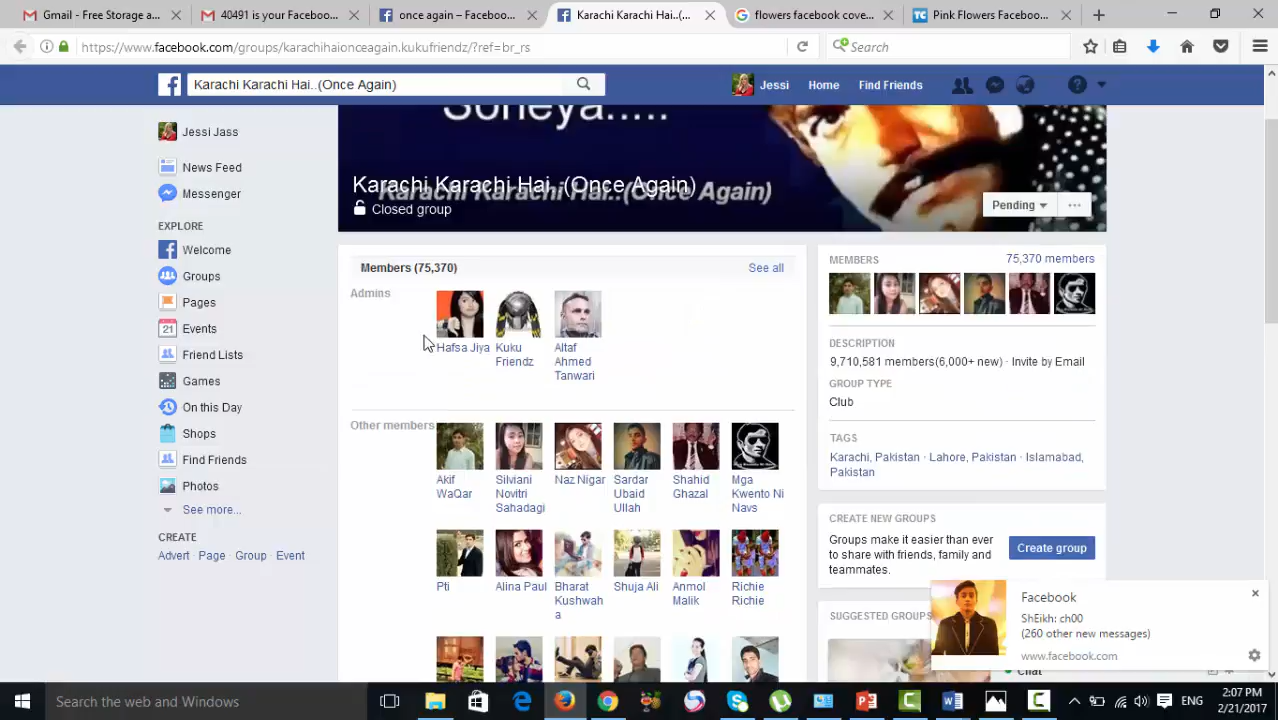 Gmail - Free Storage a...
40491 is your Facebook...
once again – Facebook...
Karachi Karachi Hai..(...
flowers facebook cove...
Pink Flowers Facebook...
https://www.facebook.com/groups/karachihaionceagain.kukufriendz/?ref=br_rs
Search
Karachi Karachi Hai..(Once Again)
Jessi
Home
Find Friends
Jessi Jass
News Feed
Messenger
EXPLORE
Welcome
Groups
Pages
21 Events
Friend Lists
Games
On this Day
Shops
Find Friends
Photos
See more...
CREATE
Advert · Page · Group · Event
Soneya.....
Karachi Karachi Hai..(Once Again)
Karachi Karachi Hai..(Once Again)
Closed group
Pending
Members (75,370)
See all
Admins
Hafsa Jiya
Kuku Friendz
Altaf Ahmed Tanwari
Other members
Akif WaQar
Silviani Novitri Sahadagi
Naz Nigar
Sardar Ubaid Ullah
Shahid Ghazal
Mga Kwento Ni Navs
Pti
Alina Paul
Bharat Kushwaha
Shuja Ali
Anmol Malik
Richie Richie
MEMBERS
75,370 members
DESCRIPTION
9,710,581 members(6,000+ new) · Invite by Email
GROUP TYPE
Club
TAGS
Karachi, Pakistan · Lahore, Pakistan · Islamabad,
Pakistan
CREATE NEW GROUPS
Groups make it easier than ever
to share with friends, family and
teammates.
Create group
SUGGESTED GROUPS
Facebook
ShEikh: ch00
(260 other new messages)
www.facebook.com
Chat
Search the web and Windows
ENG
2:07 PM
2/21/2017